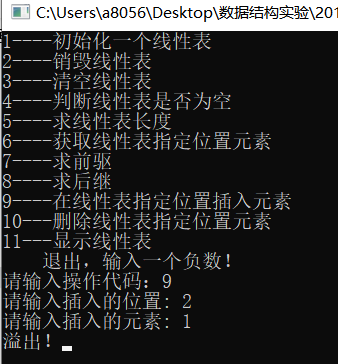 C:\Users\a8056\Desktop\数据结构实验\201
1----初始化一个线性表
2----销毁线性表
3----清空线性表
4----判断线性表是否为空
5----求线性表长度
6----获取线性表指定位置元素
7----求前驱
8----求后继
9----在线性表指定位置插入元素
10---删除线性表指定位置元素
11---显示线性表
退出，输入一个负数！
请输入操作代码：9
请输入插入的位置: 2
请输入插入的元素: 1
溢出！